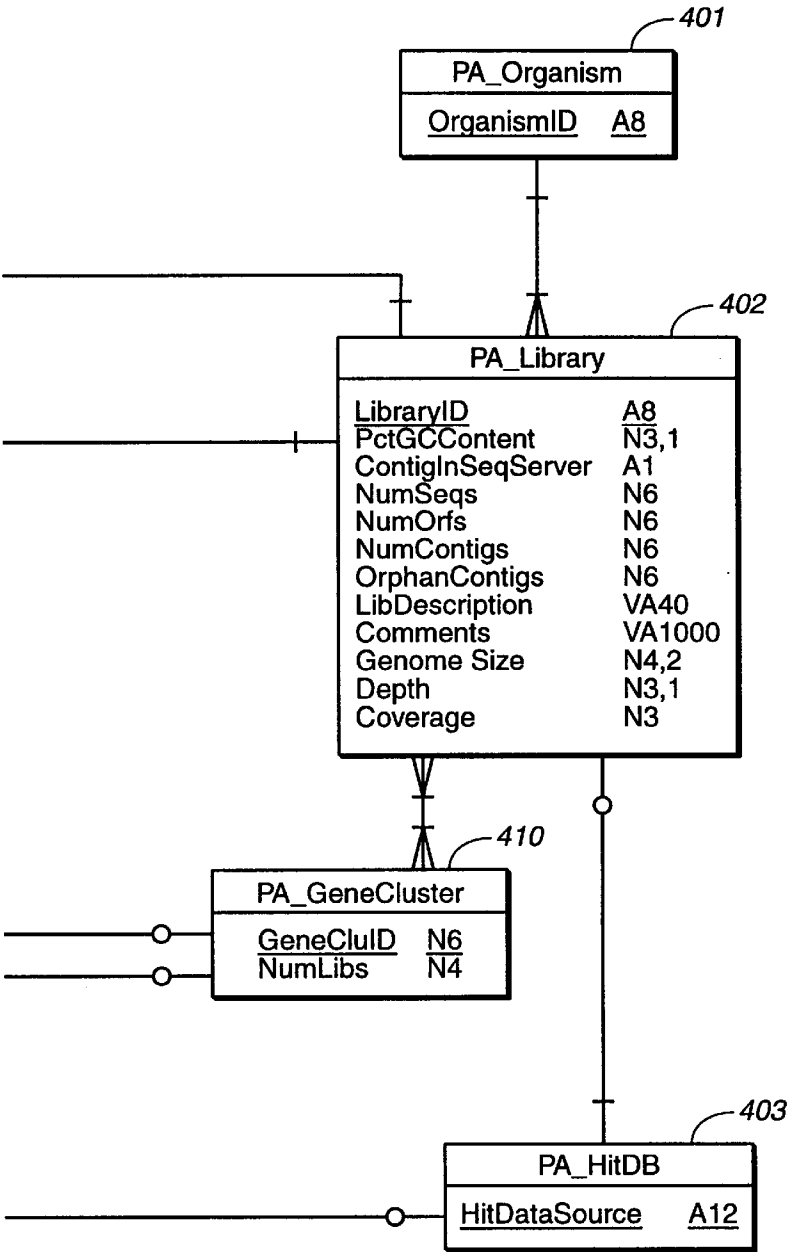 401
PA_Organism
OrganismID A8
402
PA_Library
LibraryID A8
PctGCContent N3,1
ContigInSeqServer A1
NumSeqs N6
NumOrfs N6
NumContigs N6
OrphanContigs N6
LibDescription VA40
Comments VA1000
Genome Size N4,2
Depth N3,1
Coverage N3
410
PA_GeneCluster
GeneCluID N6
NumLibs N4
403
PA_HitDB
HitDataSource A12